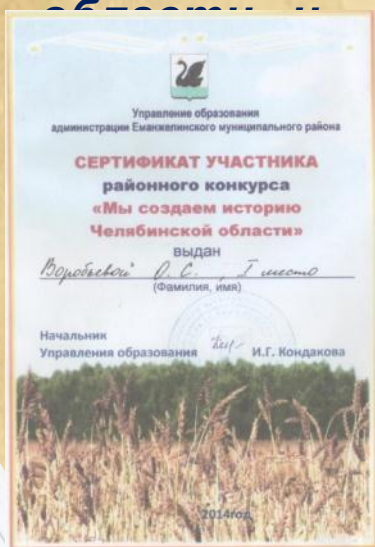 области и
Управление образования
администрации Еманжелинского муниципального района
СЕРТИФИКАТ УЧАСТНИКА
районного конкурса
«Мы создаем историю
Челябинской области»
выдан
Воробьевой О. С. I место
(Фамилия, имя)
Начальник
Управления образования И.Г. Кондакова
2014год